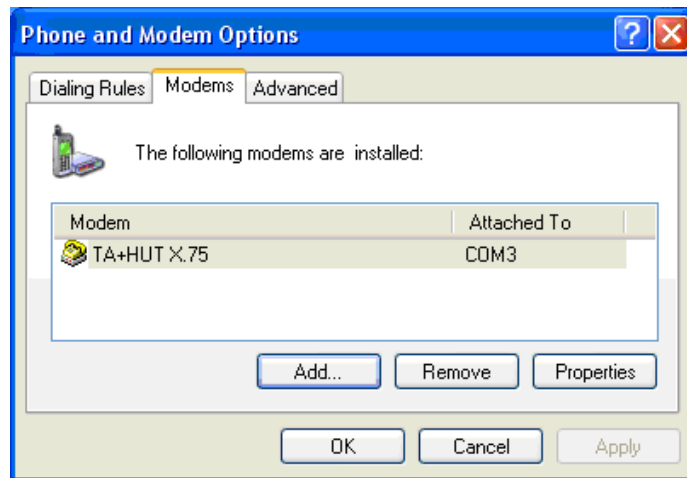 Phone and Modem Options
Dialing Rules Modems Advanced
The following modems are installed:
Modem Attached To
TA+HUT X.75 COM3
Add... Remove Properties
OK Cancel Apply